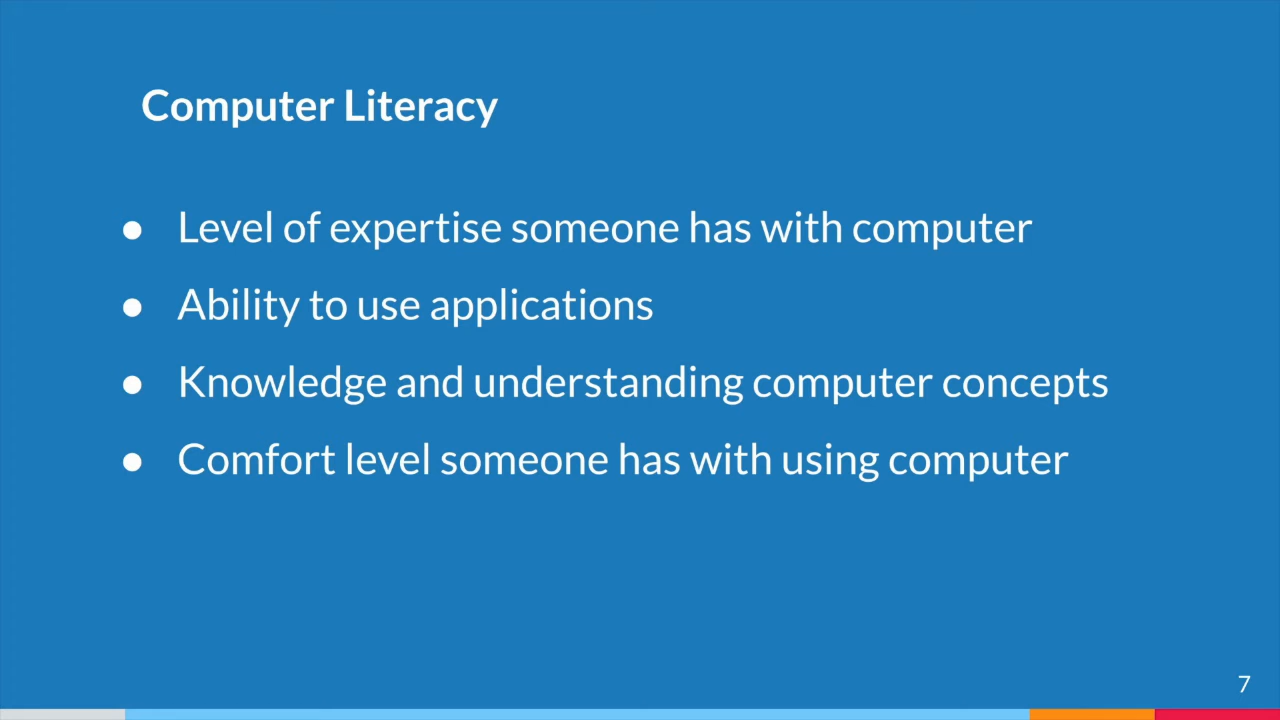 Computer Literacy
● Level of expertise someone has with computer
● Ability to use applications
● Knowledge and understanding computer concepts
● Comfort level someone has with using computer
7